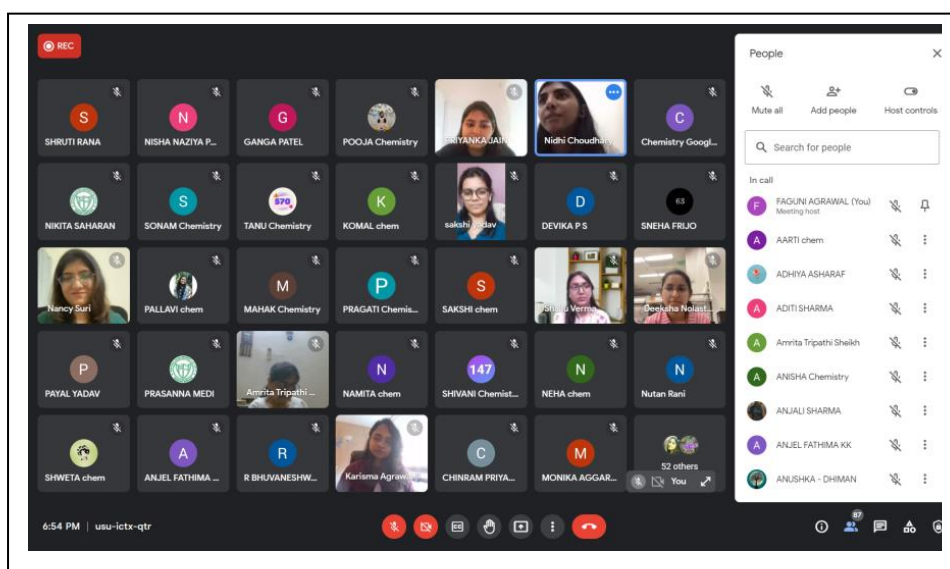 REC
S
SHRUTI RANA
N
NISHA NAZIYA P...
G
GANGA PATEL
POOJA Chemistry
PRIYANKA JAIN
Nidhi Choudhary
C
Chemistry Googl...
NIKITA SAHARAN
S
SONAM Chemistry
570
TANU Chemistry
K
KOMAL chem
sakshi yadav
D
DEVIKA P S
63
SNEHA FRIJO
Nancy Suri
PALLAVI chem
M
MAHAK Chemistry
P
PRAGATI Chemis...
S
SAKSHI chem
Verma
Deeksha
P
PAYAL YADAV
PRASANNA MEDI
Amrita Tripathi ...
N
NAMITA chem
147
SHIVANI Chemist...
N
NEHA chem
N
Nutan Rani
SHWETA chem
A
ANJEL FATHIMA ...
R
R BHUVANESHW...
Karisma Agraw...
C
CHINRAM PRIYA...
M
MONIKA AGGAR...
52 others
You
6:54 PM | usu-ictx-qtr
CC
87
People
Mute all Add people Host controls
Search for people
In call
F
FAGUNI AGRAWAL (You)
Meeting host
A
AARTI chem
ADHIYA ASHARAF
A
ADITI SHARMA
A
Amrita Tripathi Sheikh
A
ANISHA Chemistry
ANJALI SHARMA
A
ANJEL FATHIMA KK
ANUSHKA - DHIMAN